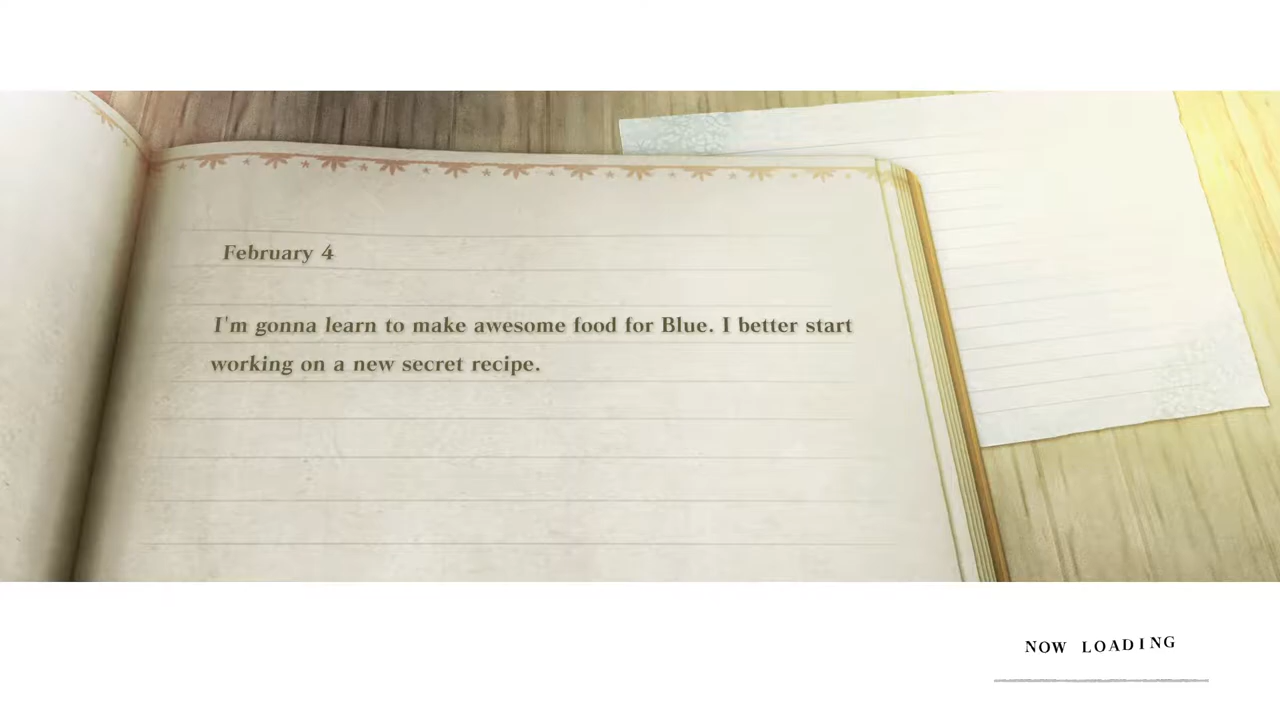 February 4
I'm gonna learn to make awesome food for Blue. I better start
working on a new secret recipe.
NOW LOADING